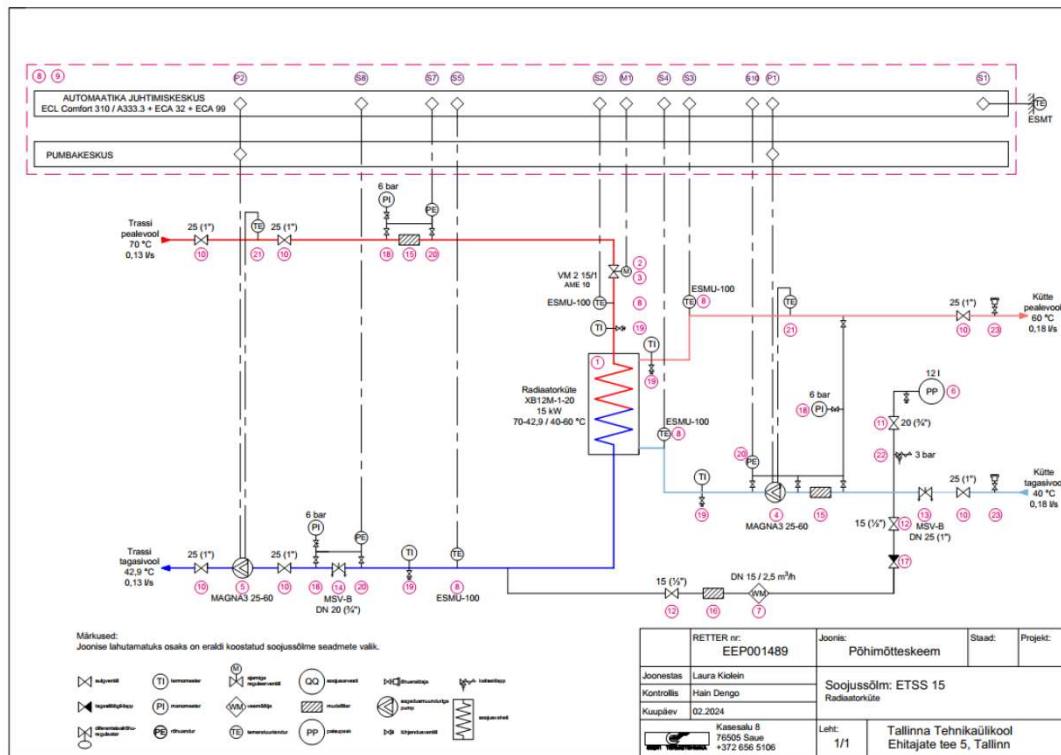 8 9 P2 S8 S7 S5 S2 M1 S4 S3 S10 P1 S1
AUTOMAATIKA JUHTIMISKESKUS
ECL Comfort 310 / A333.3 + ECA 32 + ECA 99
TE
ESMT
PUMBAKESKUS
Trassi
pealevool
70 °C
0,13 l/s
25 (1")
10
TE
21
25 (1")
10
6 bar
PI
18
15
PE
20
VM 2 15/1
AME 10
M
2
3
ESMU-100
TE
8
TI
19
ESMU-100
TE
8
TE
21
25 (1")
10
23
Kütte
pealevool
60 °C
0,18 l/s
1
TI
19
Radiaatorküte
XB12M-1-20
15 kW
70-42,9 / 40-60 °C
ESMU-100
TE
8
6 bar
18
PI
12 l
PP
6
11
20 (¾")
22
3 bar
20
PE
TI
19
4
MAGNA3 25-60
15
13
MSV-B
DN 25 (1")
25 (1")
10
23
Kütte
tagasivool
40 °C
0,18 l/s
15 (½")
12
17
Trassi
tagasivool
42,9 °C
0,13 l/s
25 (1")
10
5
MAGNA3 25-60
25 (1")
10
6 bar
PI
18
14
MSV-B
DN 20 (¾")
PE
20
TI
19
TE
8
ESMU-100
15 (½")
12
16
DN 15 / 2,5 m³/h
WM
7
Märkused:
Joonise lahutamatuks osaks on eraldi koostatud soojussõlme seadmete valik.
sulgventiil
TI
termomeeter
M
QQ
soojusarvesti
õhueraldaja
kaitseklapp
tagasilöögiklapp
PI
manomeeter
WM
veemõõtja
mudafilter
pump
PE
rõhuandur
TE
temperatuuriandur
PP
paisupaak
tühjendusventiil
RETTER nr:
EEP001489
Joonis:
Põhimõtteskeem
Staad:
Projekt:
Joonestas Laura Kiolein
Kontrollis Hain Dengo
Kuupäev 02.2024
Soojussõlm: ETSS 15
Radiaatorküte
Kasesalu 8
76505 Saue
+372 656 5106
Leht:
1/1
Tallinna Tehnikaülikool
Ehitajate tee 5, Tallinn